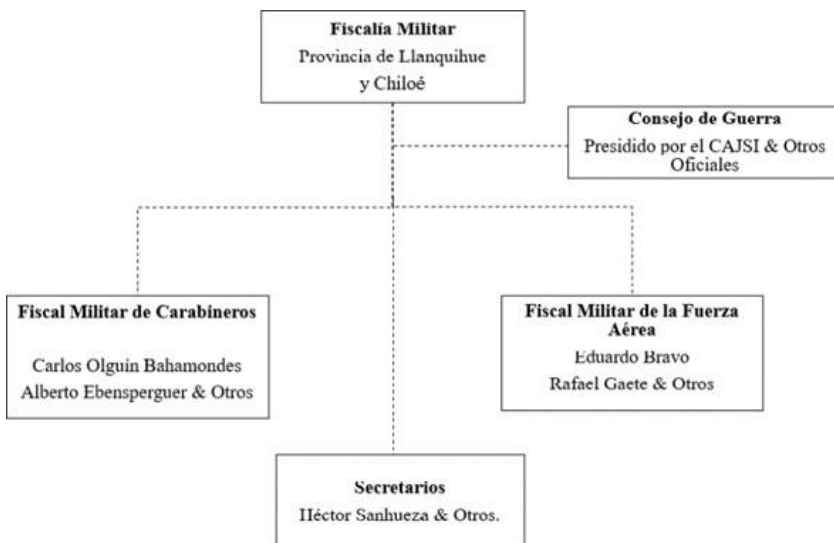 Fiscalía Militar
Provincia de Llanquihue
y Chiloé
Consejo de Guerra
Presidido por el CAJSI & Otros
Oficiales
Fiscal Militar de Carabineros
Carlos Olguín Bahamondes
Alberto Ebensperguer & Otros
Fiscal Militar de la Fuerza
Aérea
Eduardo Bravo
Rafael Gaete & Otros
Secretarios
Héctor Sanhueza & Otros.